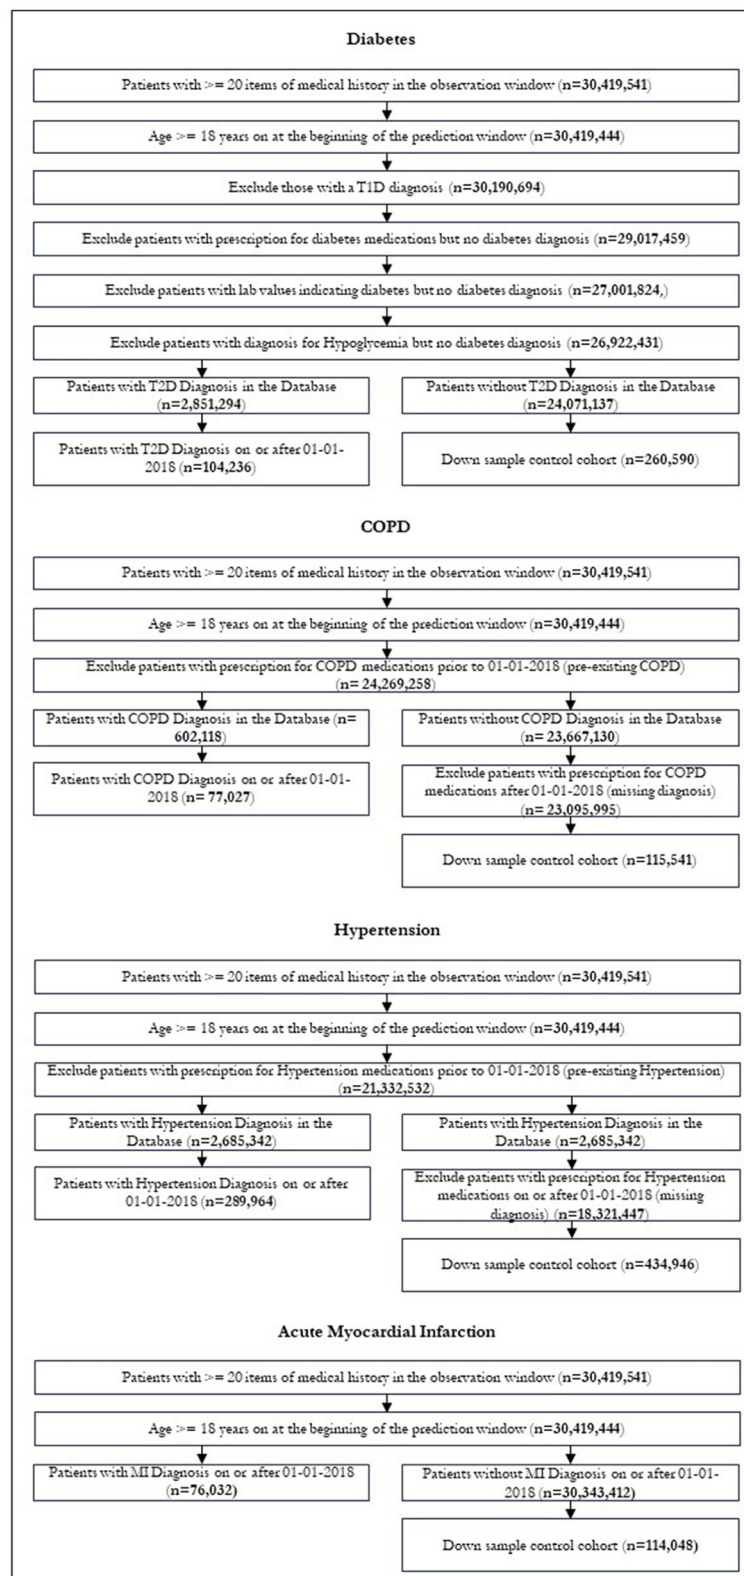 Diabetes
Patients with >= 20 items of medical history in the observation window (n=30,419,541)
Age >= 18 years on at the beginning of the prediction window (n=30,419,444)
Exclude those with a T1D diagnosis (n=30,190,694)
Exclude patients with prescription for diabetes medications but no diabetes diagnosis (n=29,017,459)
Exclude patients with lab values indicating diabetes but no diabetes diagnosis (n=27,001,824,)
Exclude patients with diagnosis for Hypoglycemia but no diabetes diagnosis (n=26,922,431)
Patients with T2D Diagnosis in the Database
(n=2,851,294)
Patients without T2D Diagnosis in the Database
(n=24,071,137)
Patients with T2D Diagnosis on or after 01-01-
2018 (n=104,236)
Down sample control cohort (n=260,590)
COPD
Patients with >= 20 items of medical history in the observation window (n=30,419,541)
Age >= 18 years on at the beginning of the prediction window (n=30,419,444)
Exclude patients with prescription for COPD medications prior to 01-01-2018 (pre-existing COPD)
(n= 24,269,258)
Patients with COPD Diagnosis in the Database (n=
602,118)
Patients without COPD Diagnosis in the Database
(n= 23,667,130)
Patients with COPD Diagnosis on or after 01-01-
2018 (n= 77,027)
Exclude patients with prescription for COPD
medications after 01-01-2018 (missing diagnosis)
(n= 23,095,995)
Down sample control cohort (n=115,541)
Hypertension
Patients with >= 20 items of medical history in the observation window (n=30,419,541)
Age >= 18 years on at the beginning of the prediction window (n=30,419,444)
Exclude patients with prescription for Hypertension medications prior to 01-01-2018 (pre-existing Hypertension)
(n=21,332,532)
Patients with Hypertension Diagnosis in the
Database (n=2,685,342)
Patients with Hypertension Diagnosis in the
Database (n=2,685,342)
Patients with Hypertension Diagnosis on or after
01-01-2018 (n=289,964)
Exclude patients with prescription for Hypertension
medications on or after 01-01-2018 (missing
diagnosis) (n=18,321,447)
Down sample control cohort (n=434,946)
Acute Myocardial Infarction
Patients with >= 20 items of medical history in the observation window (n=30,419,541)
Age >= 18 years on at the beginning of the prediction window (n=30,419,444)
Patients with MI Diagnosis on or after 01-01-2018
(n=76,032)
Patients without MI Diagnosis on or after 01-01-
2018 (n=30,343,412)
Down sample control cohort (n=114,048)